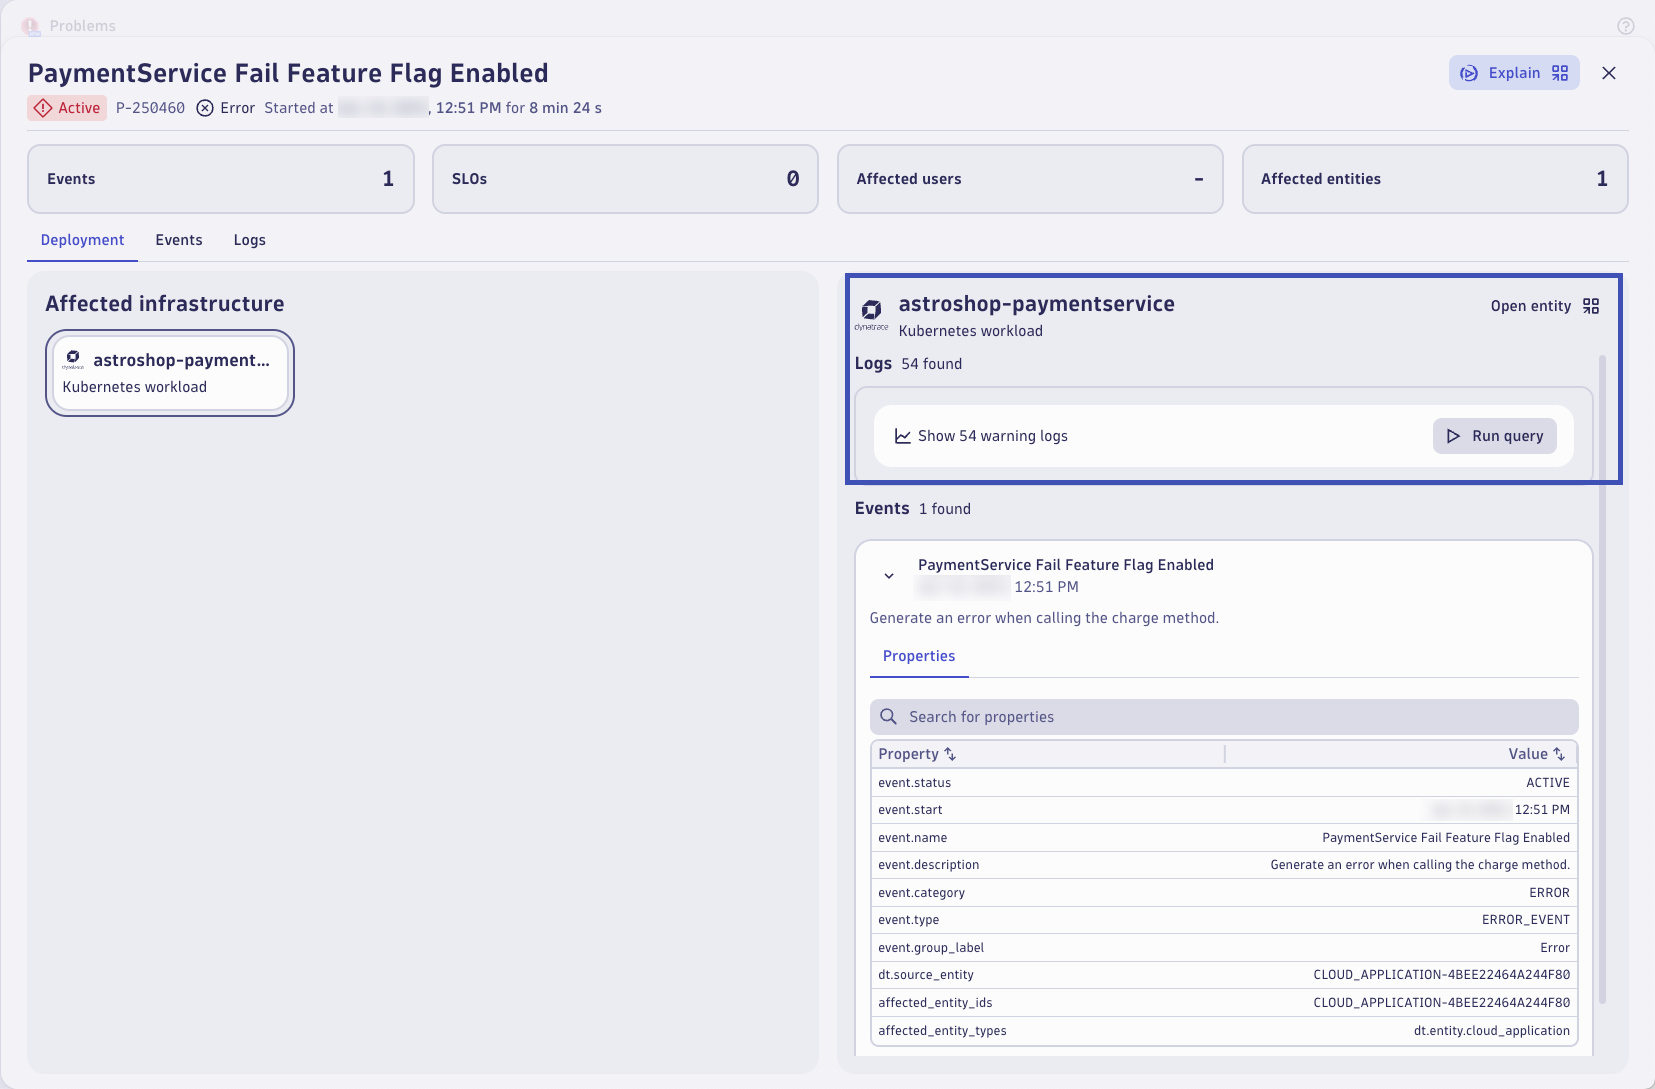 Problems
PaymentService Fail Feature Flag Enabled
Explain
Active P-250460 Error Started at , 12:51 PM for 8 min 24 s
Events 1
SLOs 0
Affected users -
Affected entities 1
Deployment Events Logs
Affected infrastructure
astroshop-payment...
Kubernetes workload
dynatrace
astroshop-paymentservice
Kubernetes workload
Open entity
Logs 54 found
Show 54 warning logs
Run query
Events 1 found
PaymentService Fail Feature Flag Enabled
12:51 PM
Generate an error when calling the charge method.
Properties
Search for properties
Property Value
event.status ACTIVE
event.start 12:51 PM
event.name PaymentService Fail Feature Flag Enabled
event.description Generate an error when calling the charge method.
event.category ERROR
event.type ERROR_EVENT
event.group_label Error
dt.source_entity CLOUD_APPLICATION-4BEE22464A244F80
affected_entity_ids CLOUD_APPLICATION-4BEE22464A244F80
affected_entity_types dt.entity.cloud_application